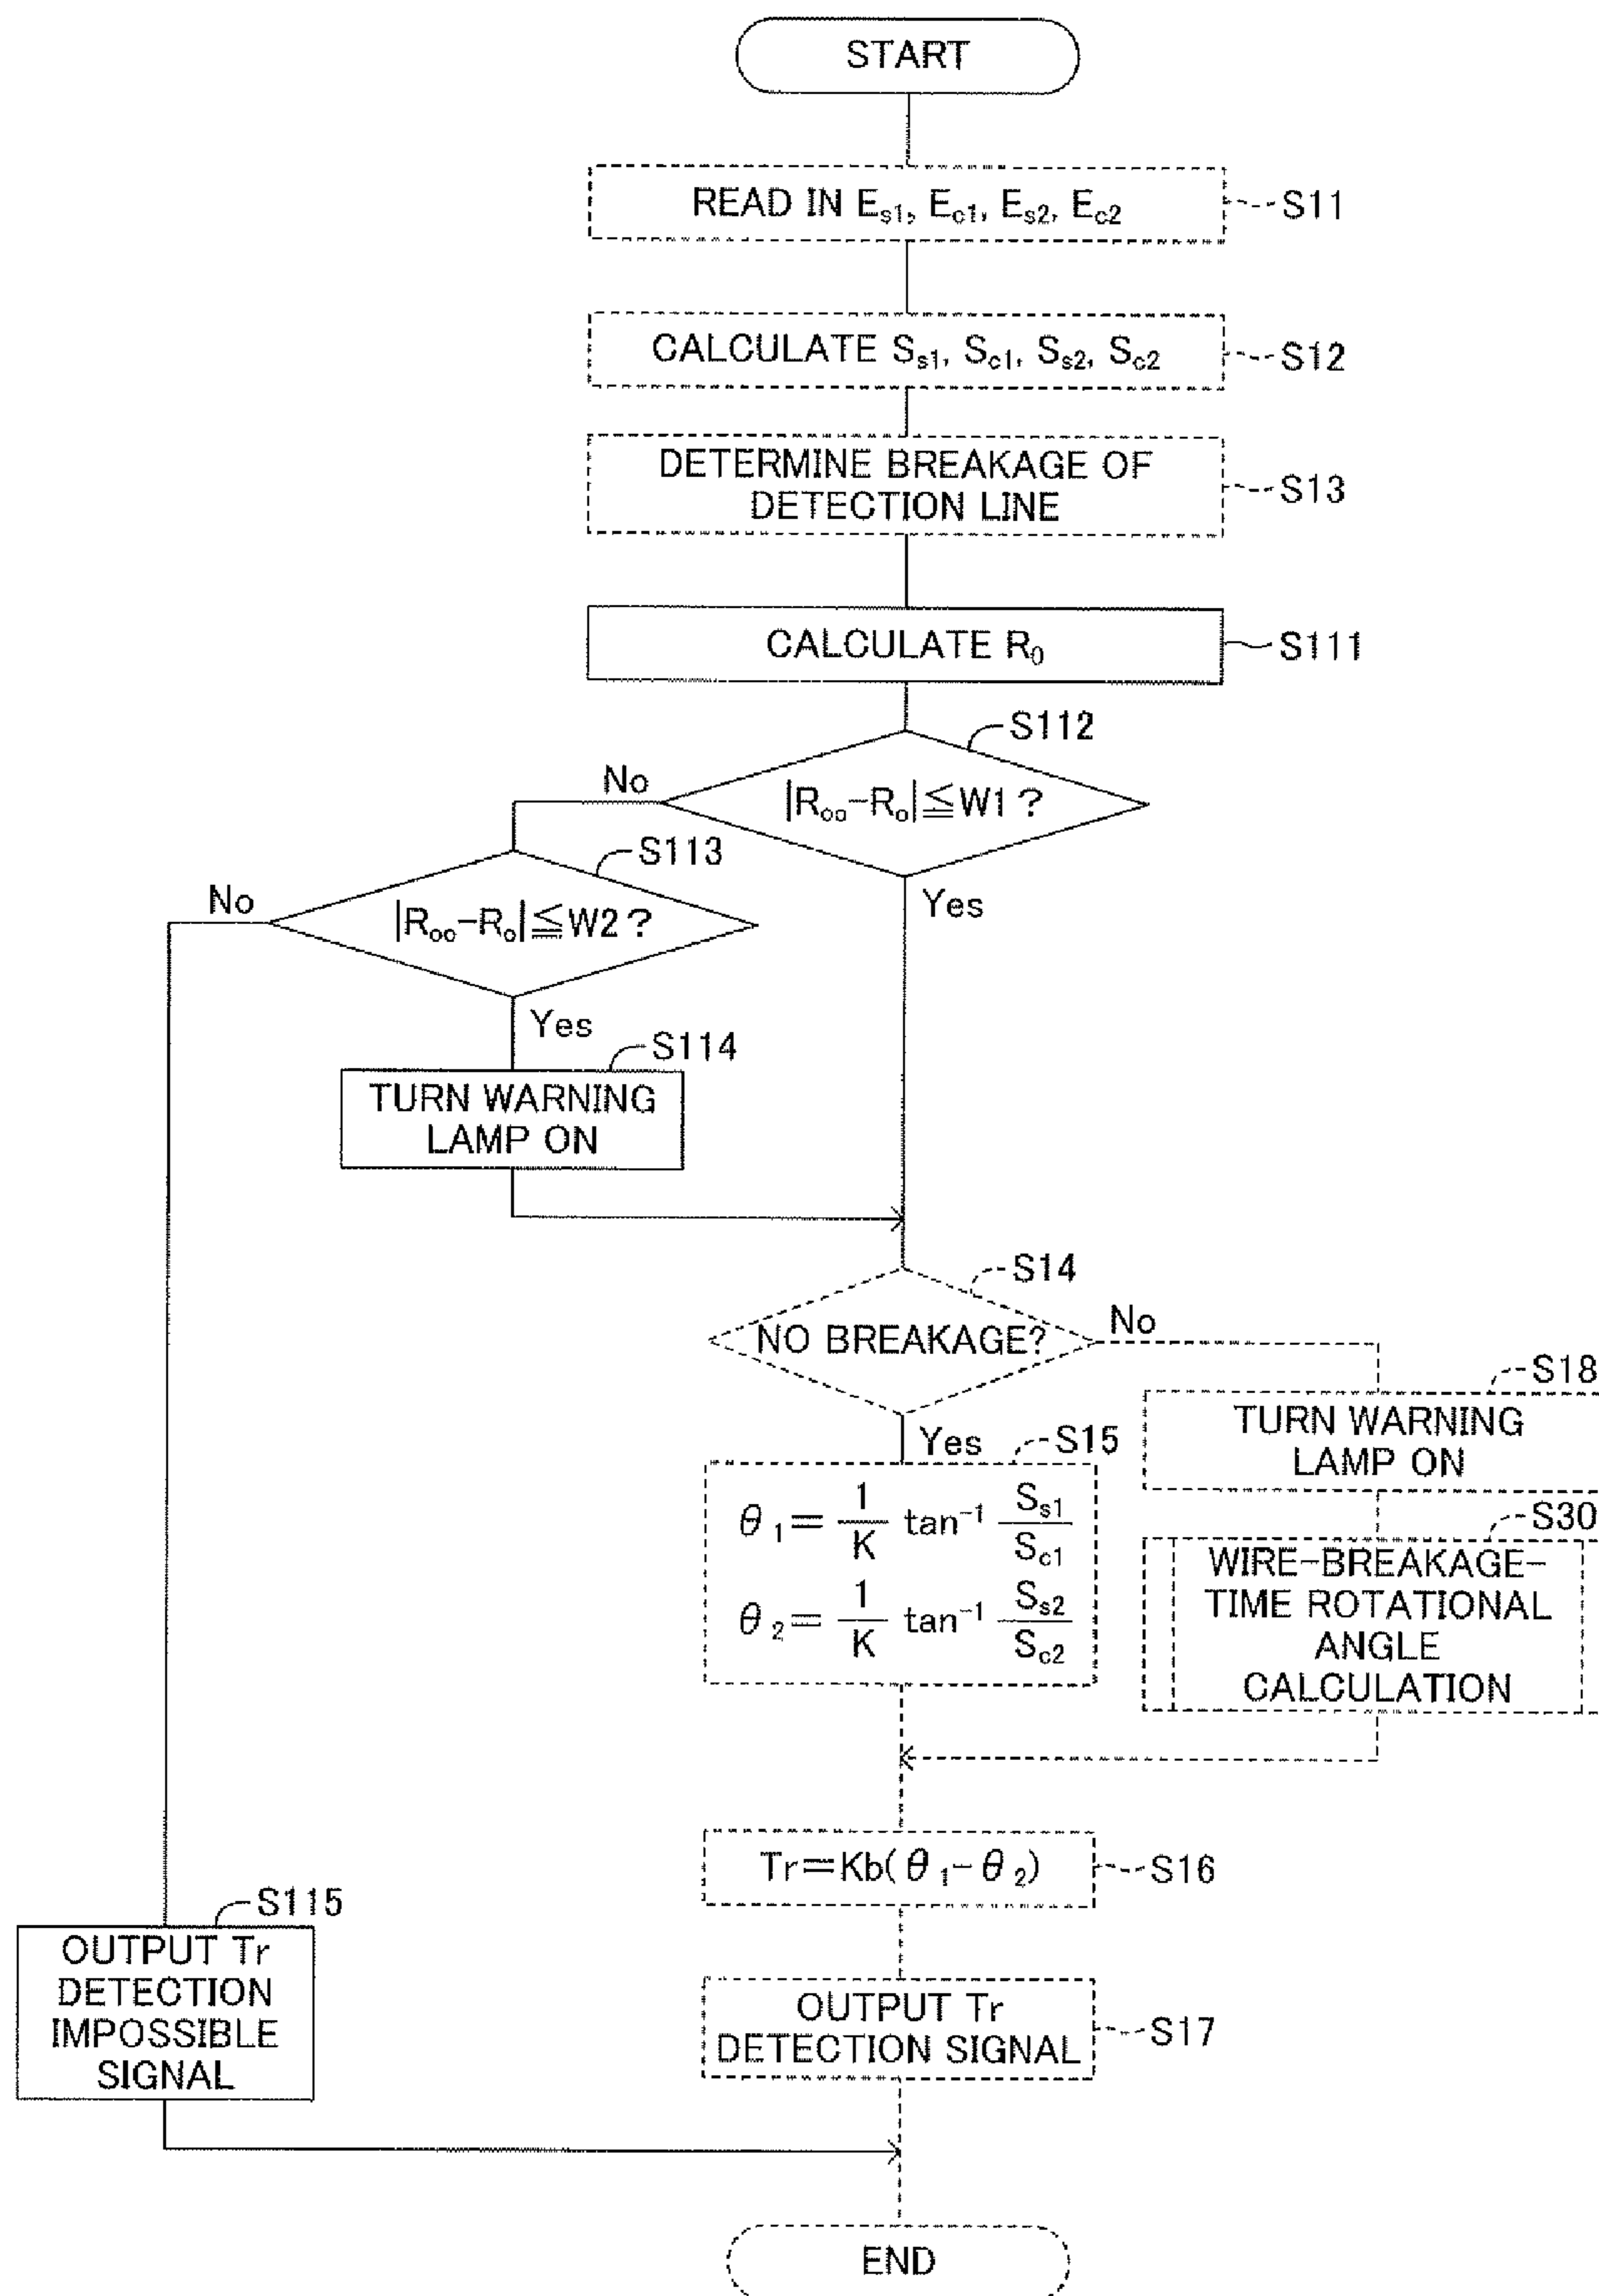 START
READ IN Es1, Ec1, Es2, Ec2
S11
CALCULATE Ss1, Sc1, Ss2, Sc2
S12
DETERMINE BREAKAGE OF
DETECTION LINE
S13
CALCULATE R0
S111
S112
|Roo-Ro|≦W1?
No
Yes
S113
|Roo-Ro|≦W2?
No
Yes
S114
TURN WARNING
LAMP ON
S14
NO BREAKAGE?
No
Yes
S18
TURN WARNING
LAMP ON
S15
θ1= 1/K tan⁻¹ Ss1/Sc1
θ2= 1/K tan⁻¹ Ss2/Sc2
S30
WIRE-BREAKAGE-
TIME ROTATIONAL
ANGLE
CALCULATION
Tr=Kb(θ1-θ2)
S16
S115
OUTPUT Tr
DETECTION
IMPOSSIBLE
SIGNAL
OUTPUT Tr
DETECTION SIGNAL
S17
END